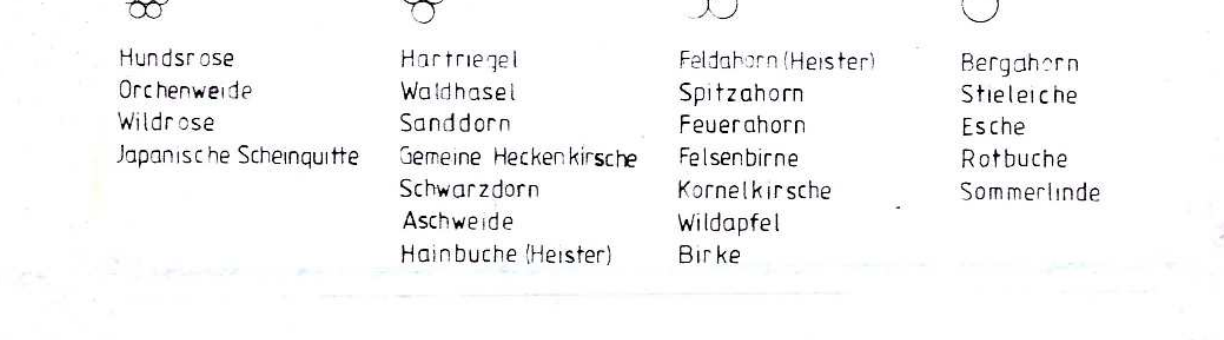 Hundsrose
Orchenweide
Wildrose
Japanische Scheinquitte
Hartriegel
Waldhasel
Sanddorn
Gemeine Heckenkirsche
Schwarzdorn
Aschweide
Hainbuche (Heister)
Feldahorn (Heister)
Spitzahorn
Feuerahorn
Felsenbirne
Kornelkirsche
Wildapfel
Birke
Bergahorn
Stieleiche
Esche
Rotbuche
Sommerlinde